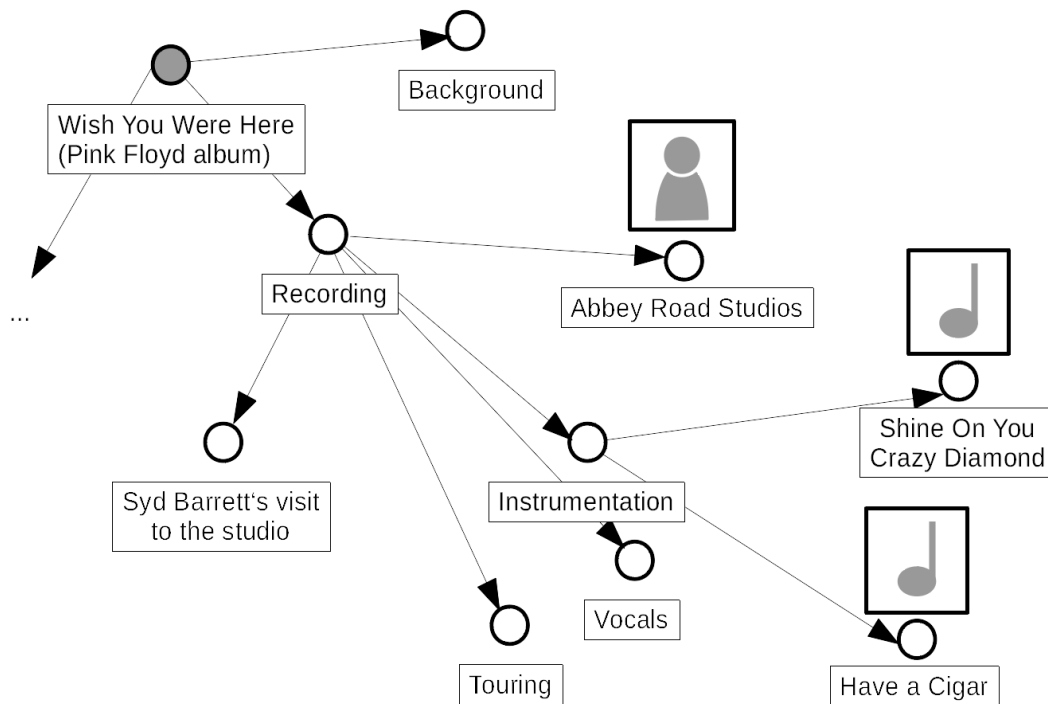 Background
Wish You Were Here
(Pink Floyd album)
Recording
Abbey Road Studios
...
Shine On You
Crazy Diamond
Syd Barrett‘s visit
to the studio
Instrumentation
Vocals
Touring
Have a Cigar